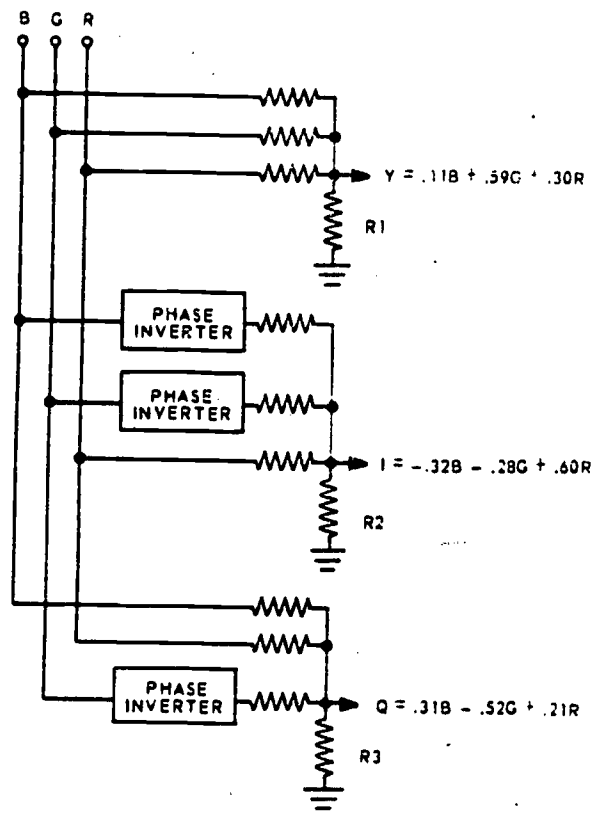 B G R
Y = .11B + .59G + .30R
R1
PHASE
INVERTER
PHASE
INVERTER
I = -.32B - .28G + .60R
R2
PHASE
INVERTER
Q = .31B - .52G + .21R
R3